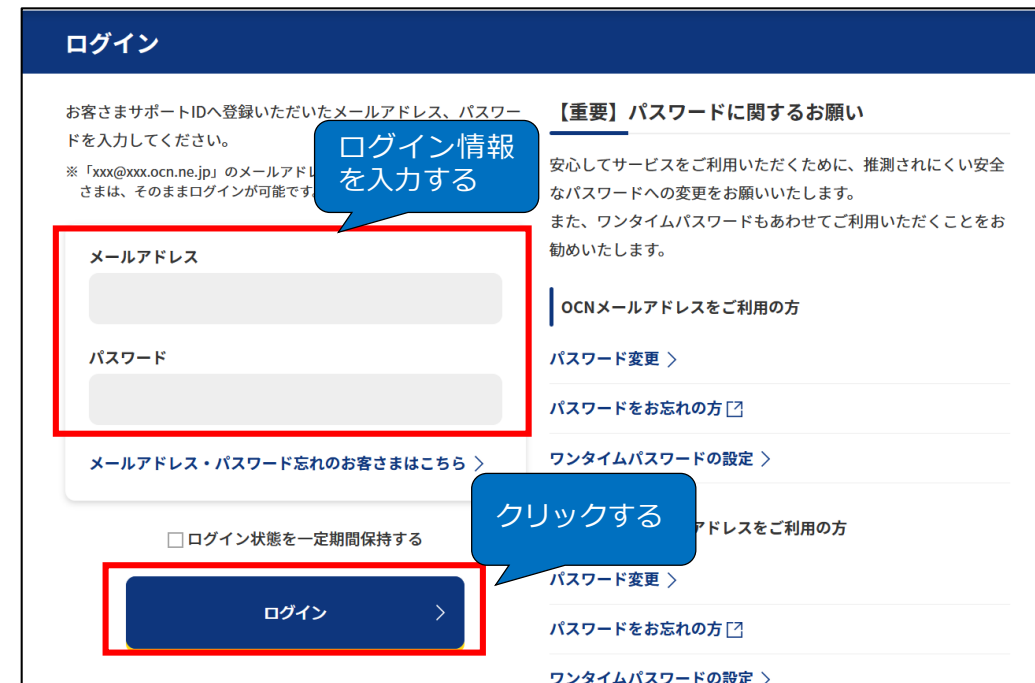 ログイン
お客さまサポートIDへ登録いただいたメールアドレス、パスワー
ドを入力してください。
※「xxx@xxx.ocn.ne.jp」のメールアドレ
さまは、そのままログインが可能です
ログイン情報
を入力する
メールアドレス
パスワード
メールアドレス・パスワード忘れのお客さまはこちら
ログイン状態を一定期間保持する
クリックする
ログイン
【重要】パスワードに関するお願い
安心してサービスをご利用いただくために、推測されにくい安全
なパスワードへの変更をお願いいたします。
また、ワンタイムパスワードもあわせてご利用いただくことをお
勧めいたします。
OCNメールアドレスをご利用の方
パスワード変更
パスワードをお忘れの方
ワンタイムパスワードの設定
ドレスをご利用の方
パスワード変更
パスワードをお忘れの方
ワンタイムパスワードの設定